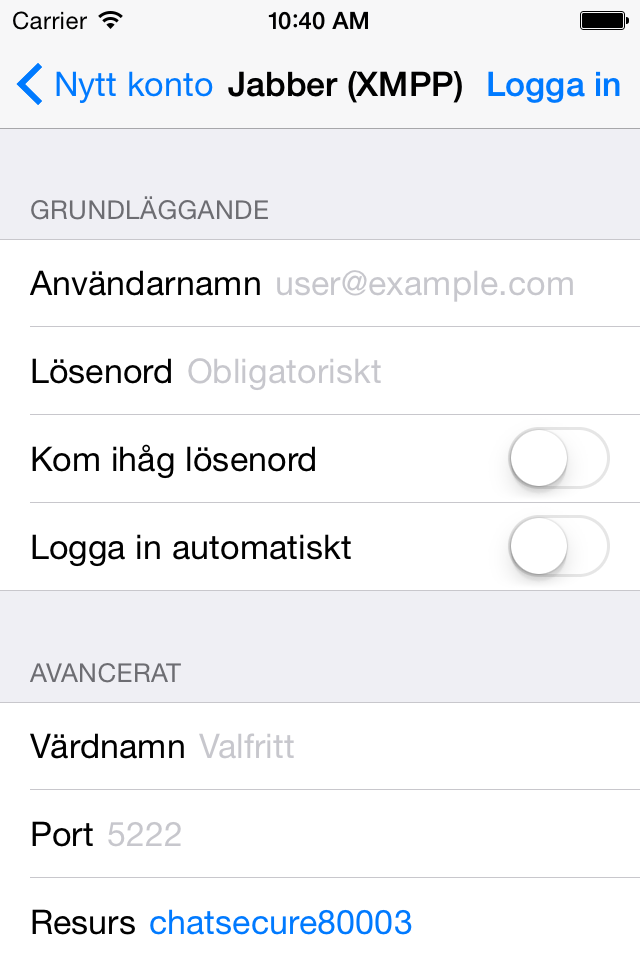 Carrier 10:40 AM
Nytt konto Jabber (XMPP) Logga in
GRUNDLÄGGANDE
Användarnamn user@example.com
Lösenord Obligatoriskt
Kom ihåg lösenord
Logga in automatiskt
AVANCERAT
Värdnamn Valfritt
Port 5222
Resurs chatsecure80003